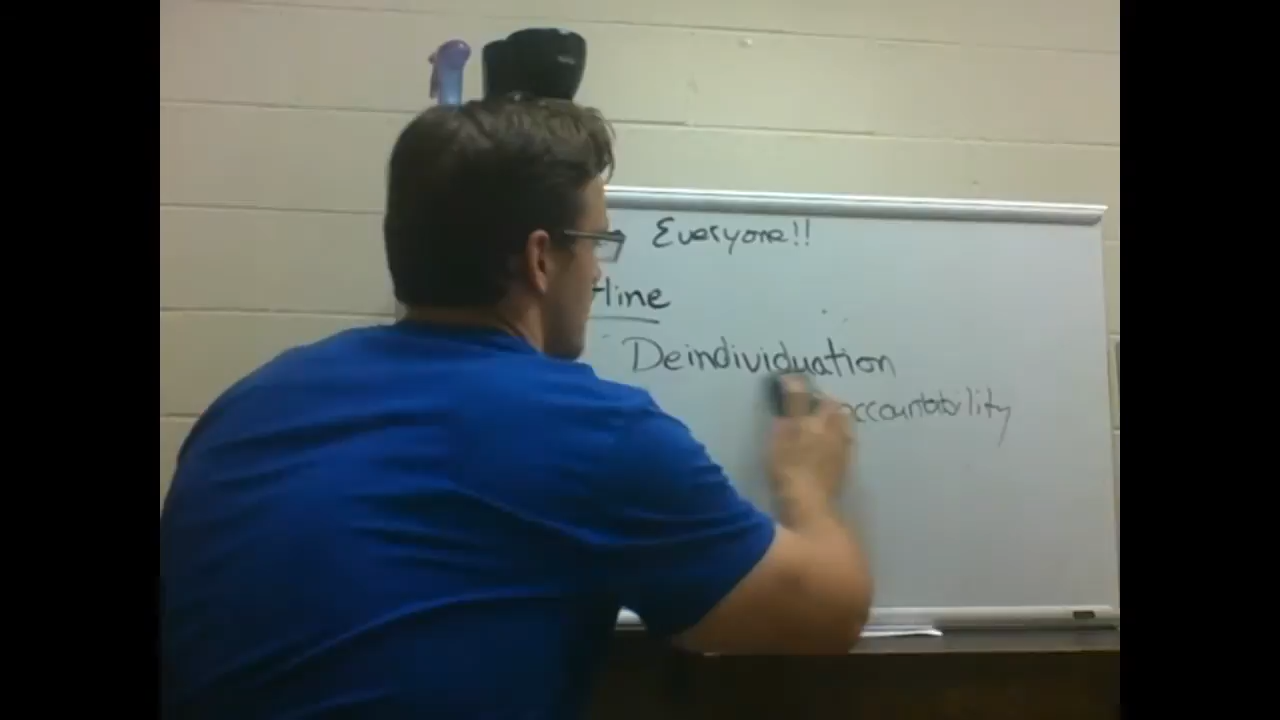 Everyone!!
tline
Deindividuation
accountability